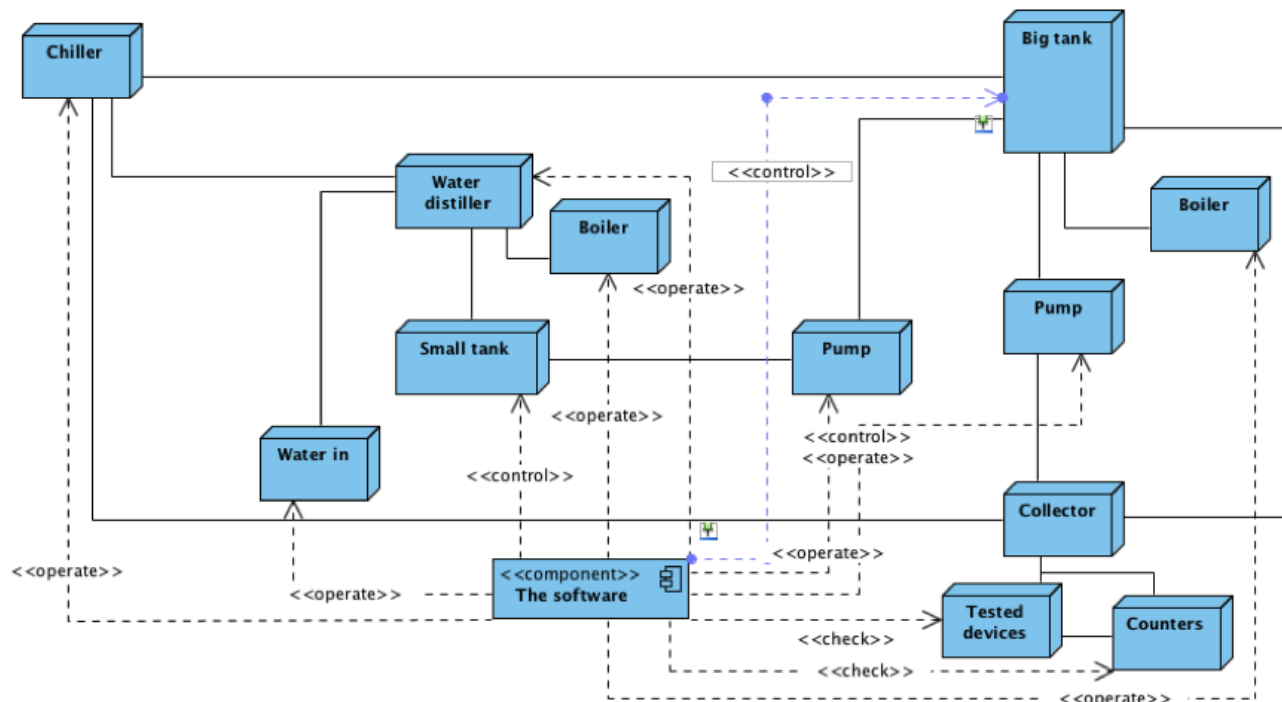 Chiller
Big tank
<<control>>
Water
distiller
Boiler
Boiler
<<operate>>
Pump
Small tank
Pump
<<operate>>
<<control>>
<<operate>>
Water in
<<control>>
Collector
<<operate>>
<<operate>>
<<component>>
The software
<<operate>>
Tested
devices
Counters
<<check>>
<<check>>
<<operate>>